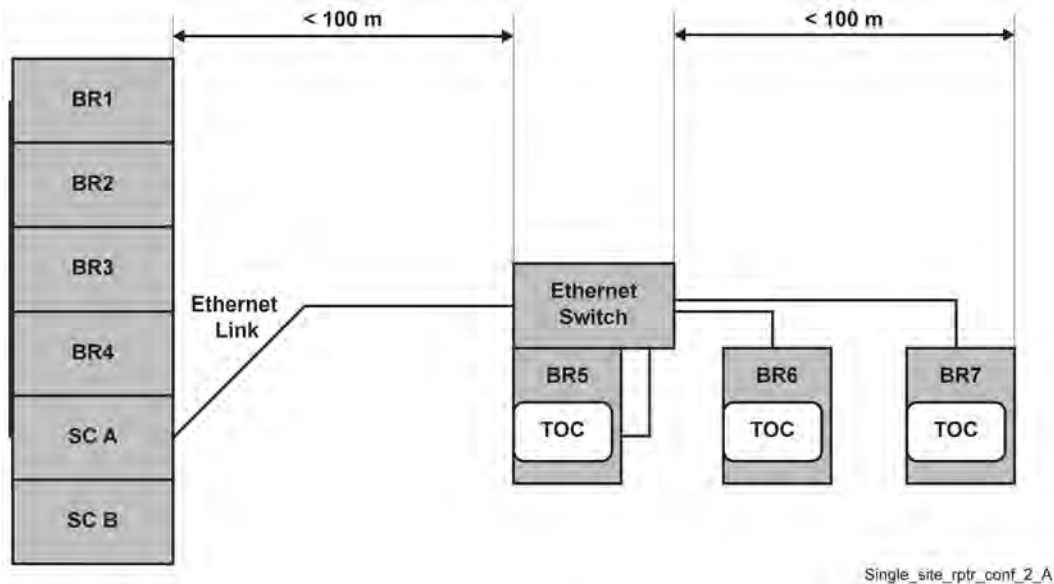 < 100 m
< 100 m
BR1
BR2
BR3
BR4
SC A
SC B
Ethernet
Link
Ethernet
Switch
BR5
TOC
BR6
TOC
BR7
TOC
Single_site_rptr_conf_2_A